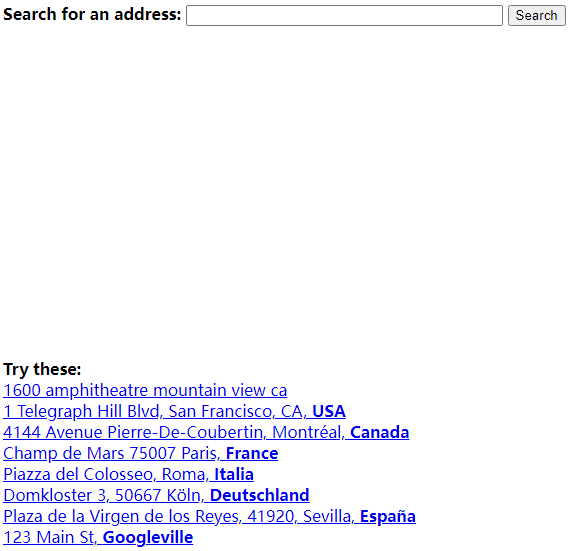 Search for an address: Search
Try these:
1600 amphitheatre mountain view ca
1 Telegraph Hill Blvd, San Francisco, CA, USA
4144 Avenue Pierre-De-Coubertin, Montréal, Canada
Champ de Mars 75007 Paris, France
Piazza del Colosseo, Roma, Italia
Domkloster 3, 50667 Köln, Deutschland
Plaza de la Virgen de los Reyes, 41920, Sevilla, España
123 Main St, Googleville